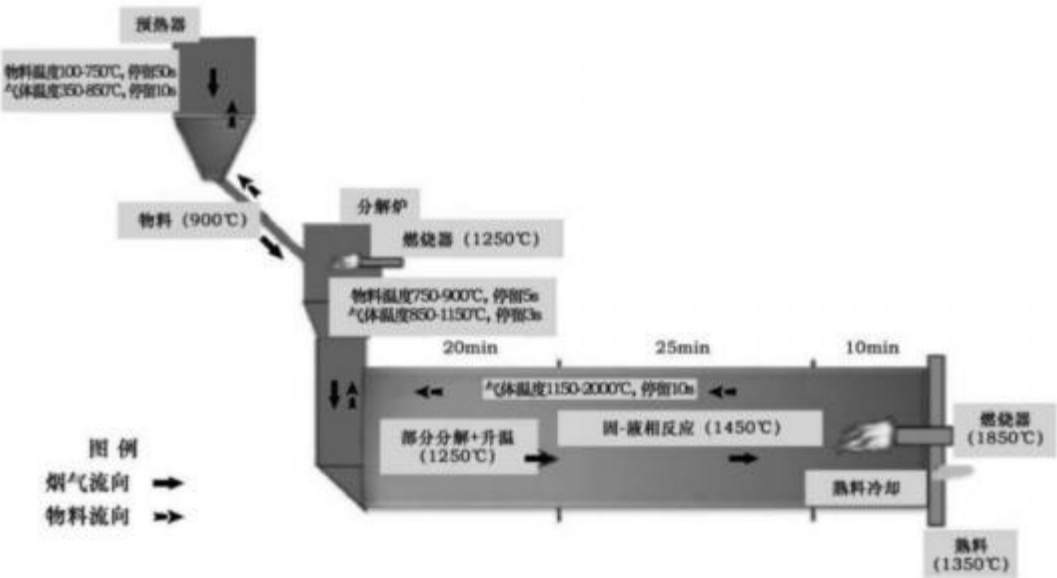 预热器
物料温度100-750℃, 停留50s
气体温度350-850℃, 停留10s
物料 (900℃)
分解炉
燃烧器 (1250℃)
物料温度750-900℃, 停留5s
气体温度850-1150℃, 停留3s
20min
25min
10min
气体温度1150-2000℃, 停留10s
部分分解+升温
(1250℃)
固-液相反应 (1450℃)
燃烧器
(1850℃)
熟料冷却
熟料
(1350℃)
图 例
烟气流向
物料流向